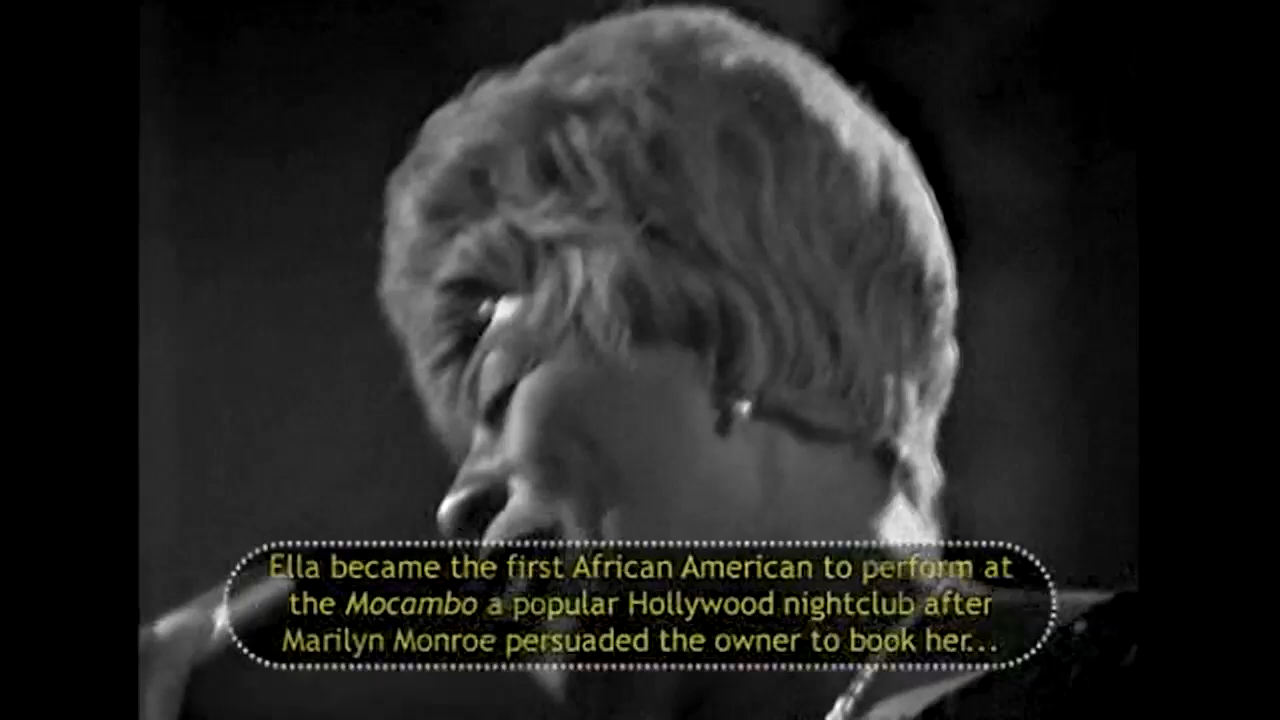 Ella became the first African American to perform at
the Mocambo a popular Hollywood nightclub after
Marilyn Monroe persuaded the owner to book her...